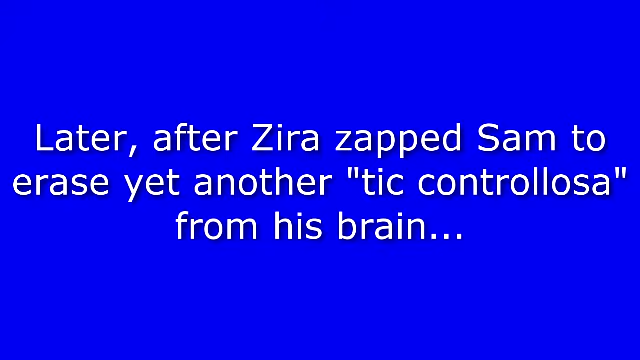 Later, after Zira zapped Sam to
erase yet another "tic controllosa"
from his brain...